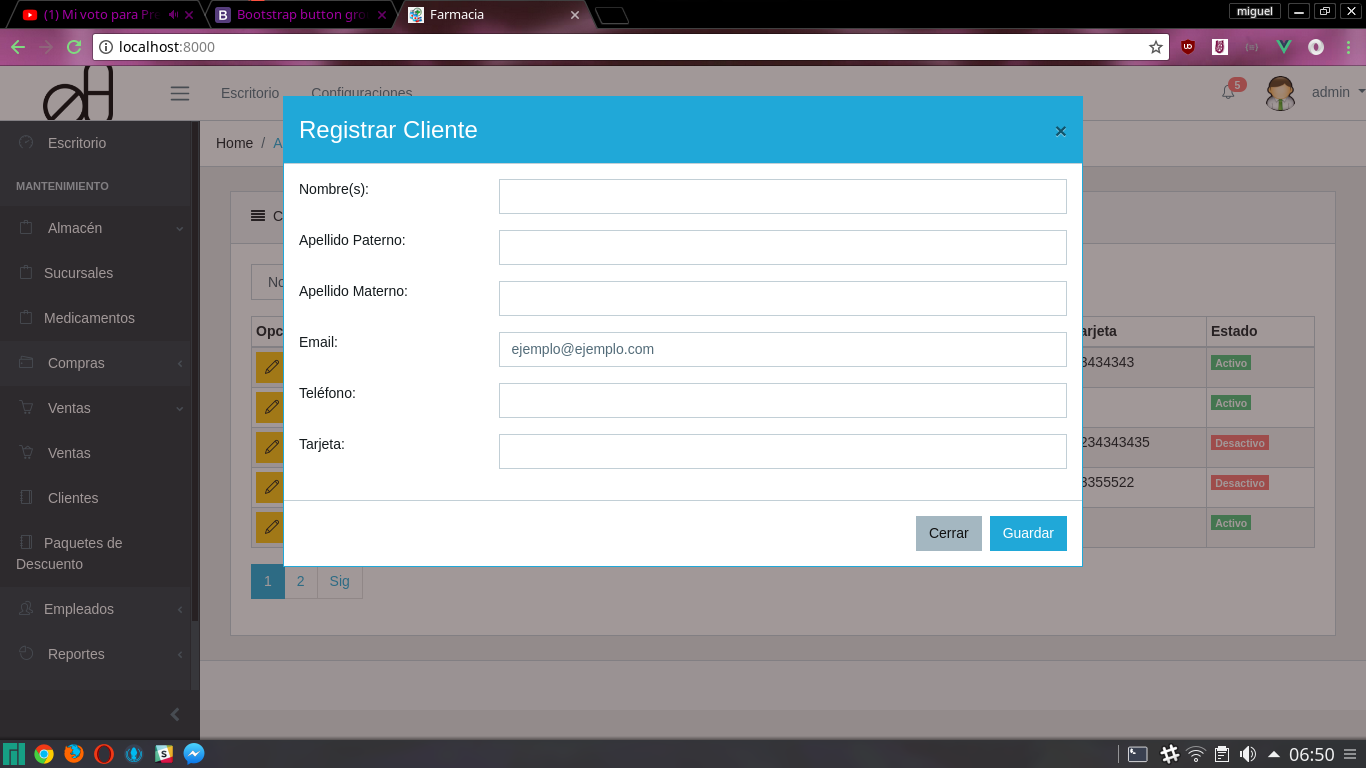 (1) Mi voto para Pre
Bootstrap button gro
Farmacia
miguel
localhost:8000
Escritorio
Configuraciones
5
admin
Registrar Cliente
×
Home / A
Escritorio
MANTENIMIENTO
Almacén
Sucursales
Medicamentos
Compras
Ventas
Ventas
Clientes
Paquetes de
Descuento
Empleados
Reportes
Nombre(s):
Apellido Paterno:
Apellido Materno:
Email:
ejemplo@ejemplo.com
Teléfono:
Tarjeta:
Cerrar
Guardar
C
No
Opc
arjeta
Estado
3434343
Activo
Activo
234343435
Desactivo
3355522
Desactivo
Activo
1
2
Sig
06:50